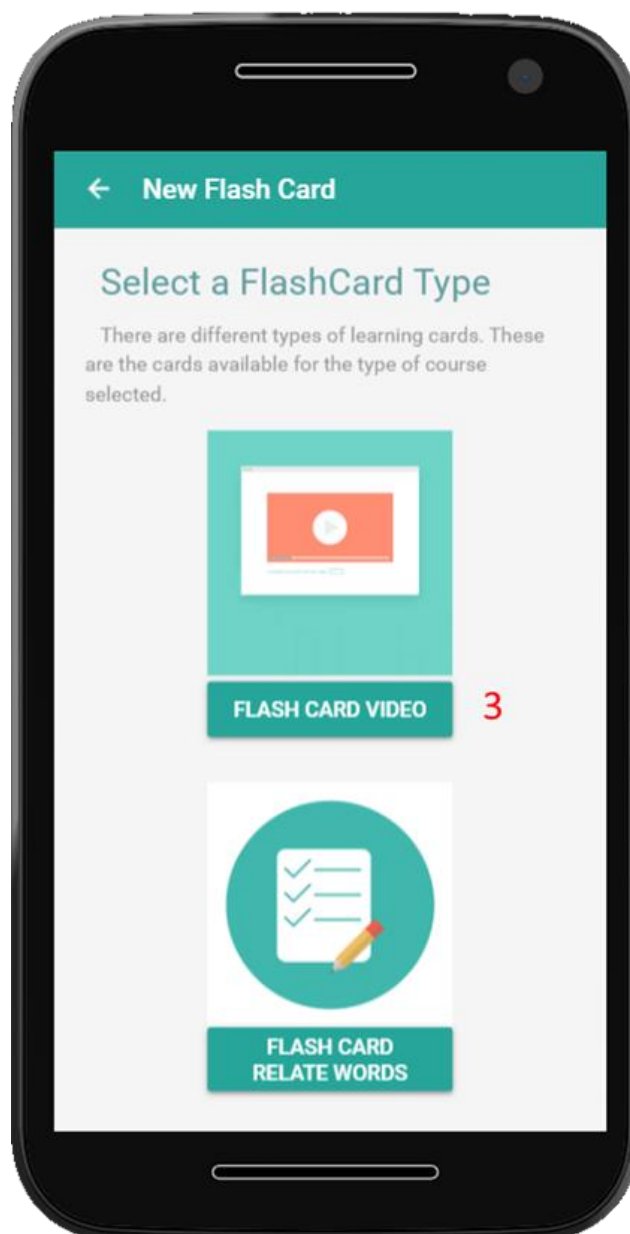 New Flash Card
Select a FlashCard Type
There are different types of learning cards. These
are the cards available for the type of course
selected.
FLASH CARD VIDEO
3
FLASH CARD
RELATE WORDS